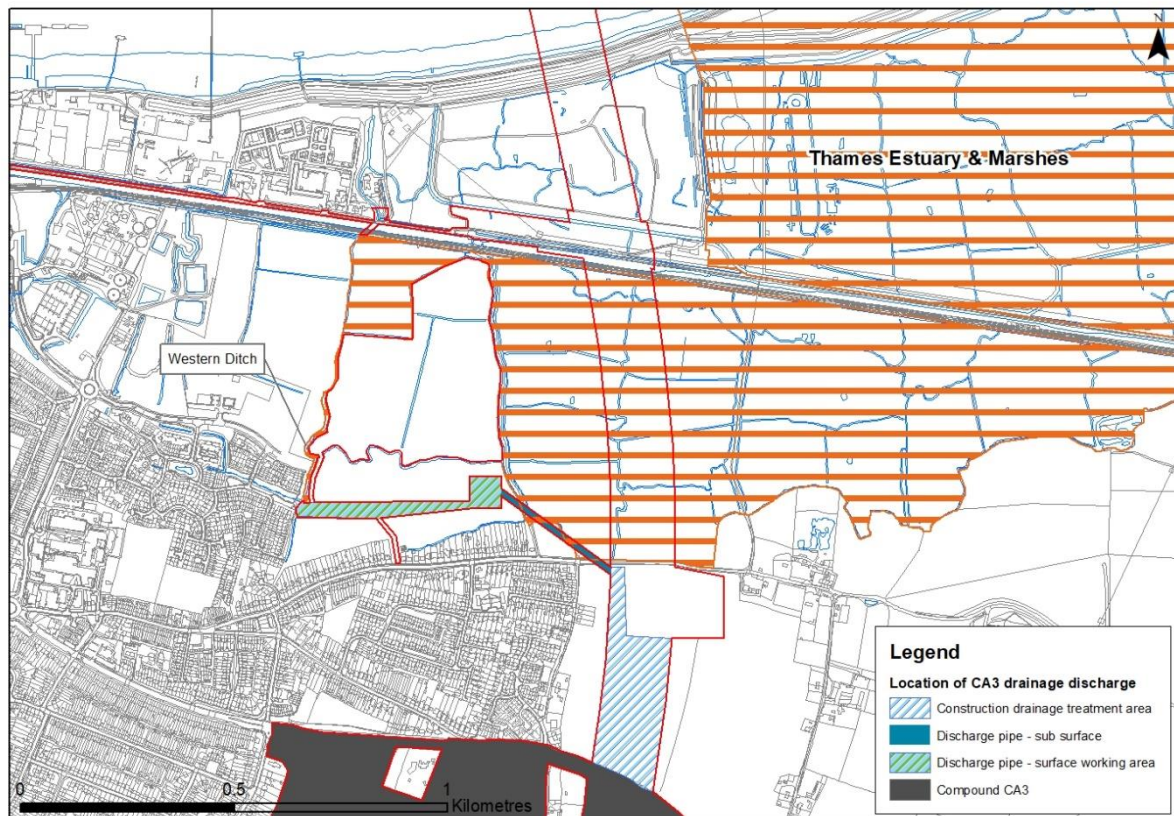 N
Thames Estuary & Marshes
Western Ditch
Legend
Location of CA3 drainage discharge
Construction drainage treatment area
Discharge pipe - sub surface
Discharge pipe - surface working area
Compound CA3
0 0.5 1
Kilometres